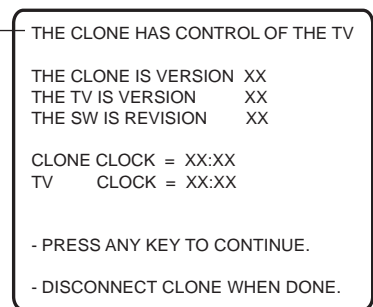 THE CLONE HAS CONTROL OF THE TV
THE CLONE IS VERSION XX
THE TV IS VERSION XX
THE SW IS REVISION XX
CLONE CLOCK = XX:XX
TV CLOCK = XX:XX
- PRESS ANY KEY TO CONTINUE.
- DISCONNECT CLONE WHEN DONE.